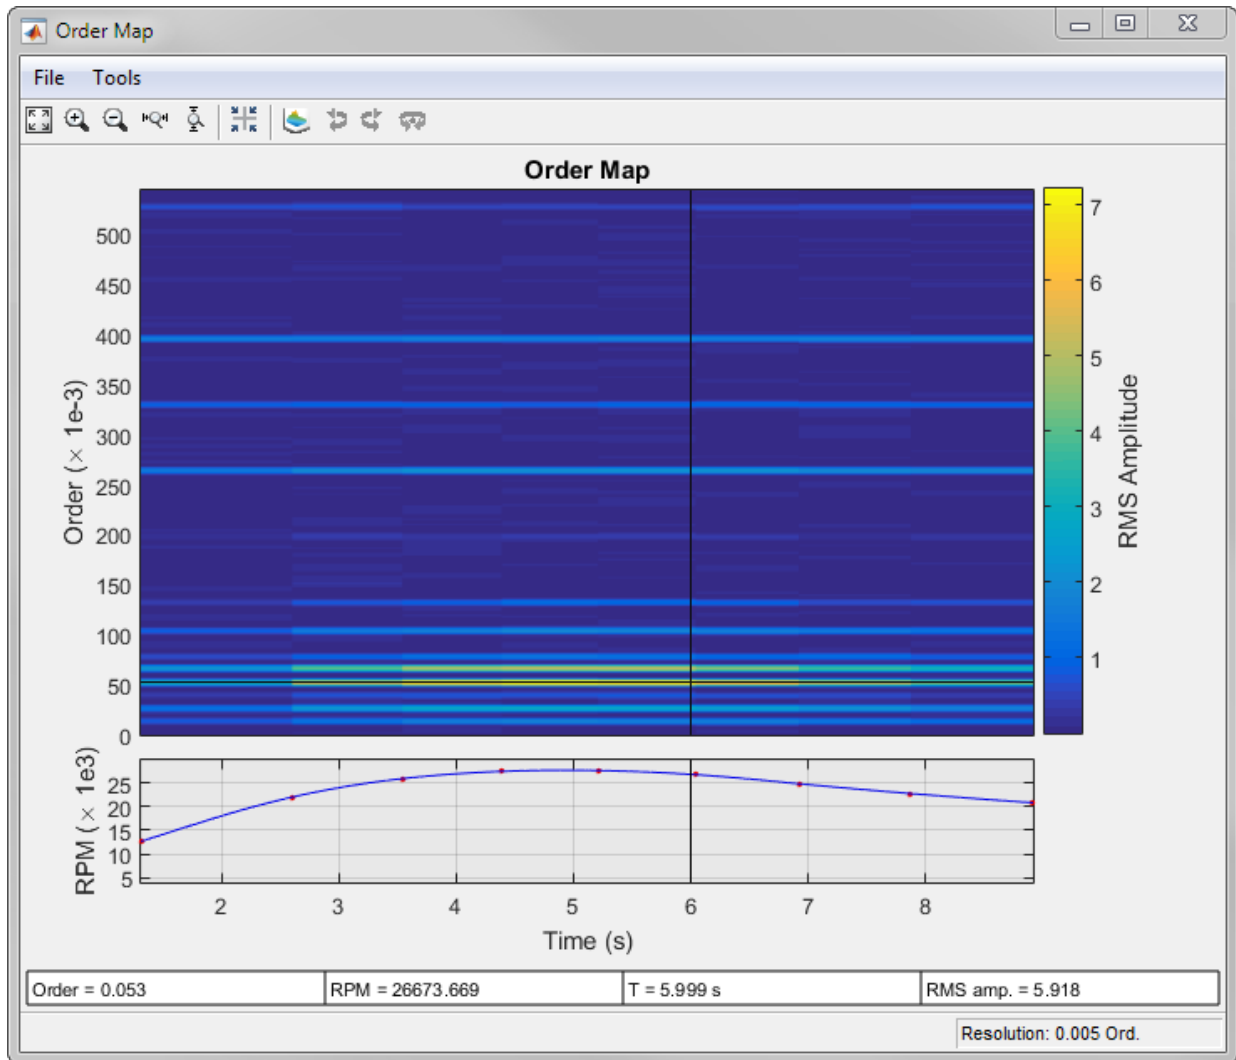 Order Map
File Tools
Order Map
Order (× 1e-3)
500
450
400
350
300
250
200
150
100
50
0
7
6
5
4
3
2
1
RMS Amplitude
RPM (× 1e3)
25
20
15
10
5
2 3 4 5 6 7 8
Time (s)
Order = 0.053 RPM = 26673.669 T = 5.999 s RMS amp. = 5.918
Resolution: 0.005 Ord.